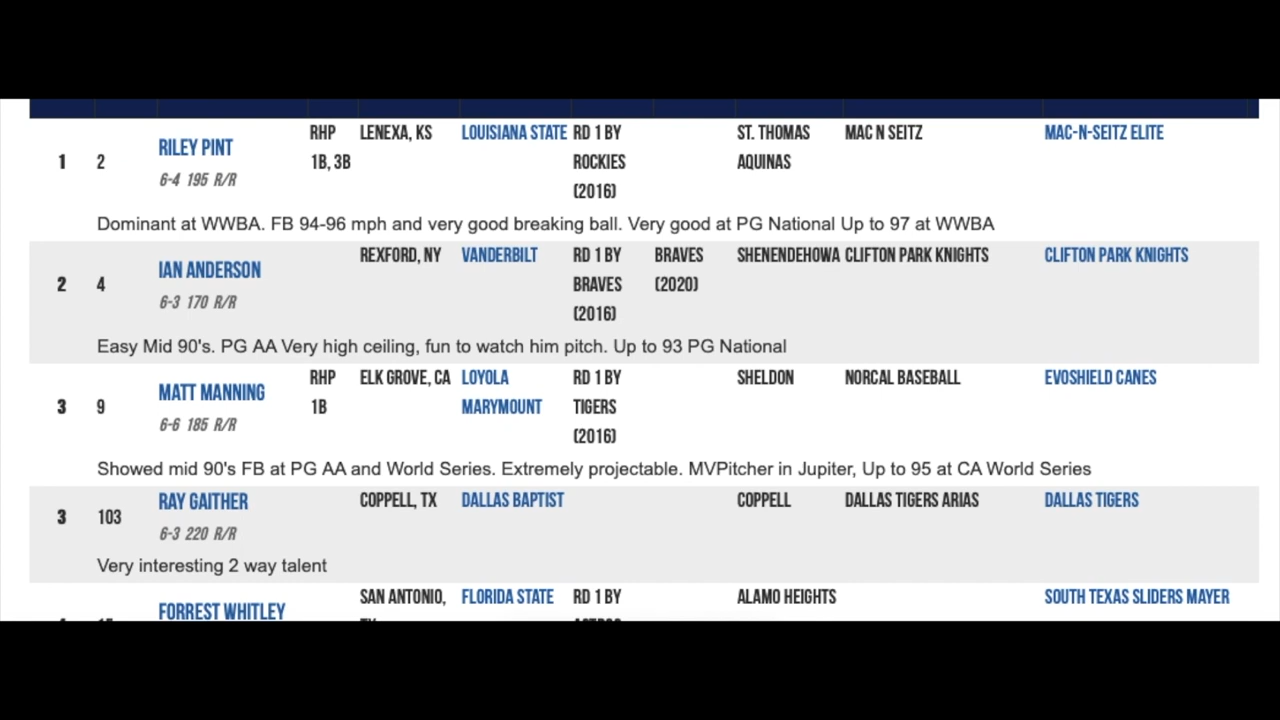 RHP LENEXA, KS LOUISIANA STATE RD 1 BY ST. THOMAS MAC N SEITZ MAC-N-SEITZ ELITE
1 2 RILEY PINT 1B, 3B ROCKIES AQUINAS
6-4 195 R/R (2016)
Dominant at WWBA. FB 94-96 mph and very good breaking ball. Very good at PG National Up to 97 at WWBA
REXFORD, NY VANDERBILT RD 1 BY BRAVES SHENENDEHOWA CLIFTON PARK KNIGHTS CLIFTON PARK KNIGHTS
2 4 IAN ANDERSON BRAVES (2020)
6-3 170 R/R (2016)
Easy Mid 90's. PG AA Very high ceiling, fun to watch him pitch. Up to 93 PG National
RHP ELK GROVE, CA LOYOLA RD 1 BY SHELDON NORCAL BASEBALL EVOSHIELD CANES
3 9 MATT MANNING 1B MARYMOUNT TIGERS
6-6 185 R/R (2016)
Showed mid 90's FB at PG AA and World Series. Extremely projectable. MVPitcher in Jupiter, Up to 95 at CA World Series
RAY GAITHER COPPELL, TX DALLAS BAPTIST COPPELL DALLAS TIGERS ARIAS DALLAS TIGERS
3 103 6-3 220 R/R
Very interesting 2 way talent
SAN ANTONIO, FLORIDA STATE RD 1 BY ALAMO HEIGHTS SOUTH TEXAS SLIDERS MAYER
FORREST WHITLEY